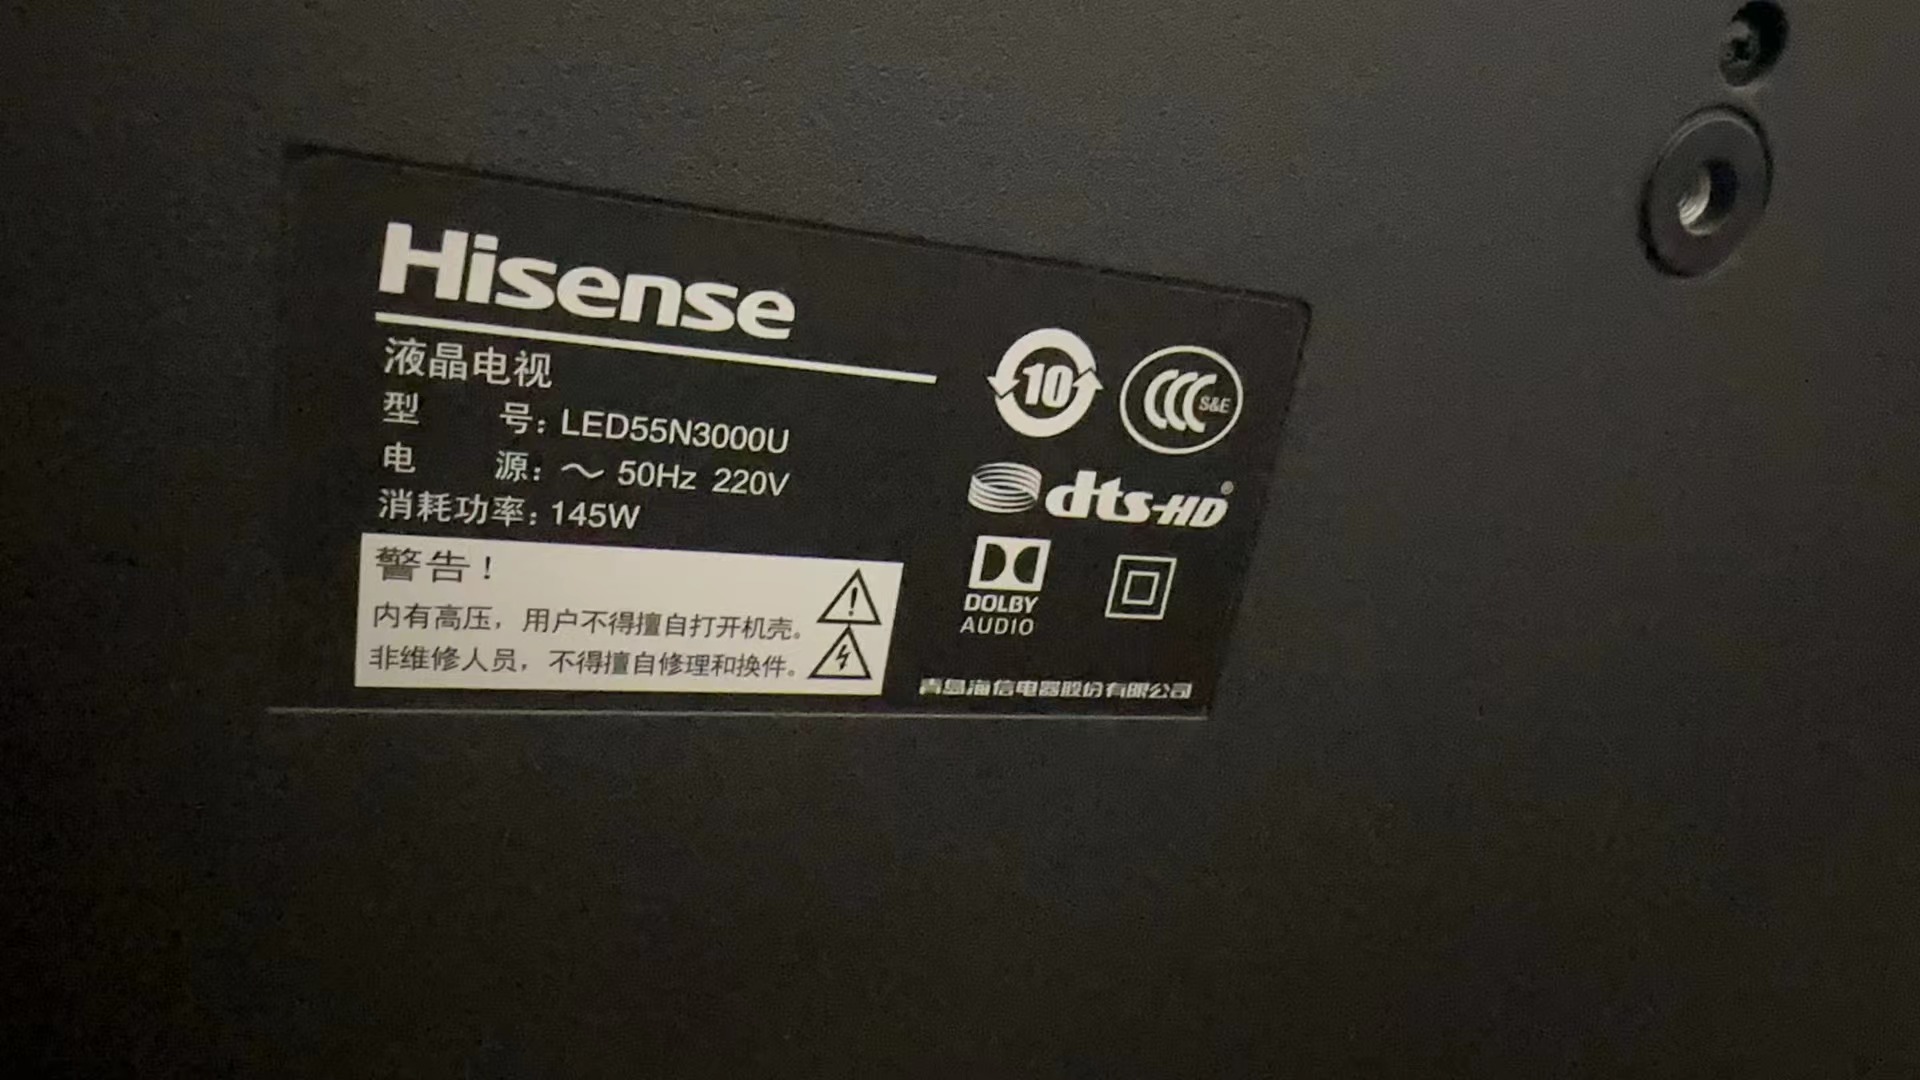 Hisense
液晶电视
型 号: LED55N3000U
电 源: ～ 50Hz 220V
消耗功率: 145W
警告!
内有高压，用户不得擅自打开机壳。
非维修人员，不得擅自修理和换件。
10
CCC S&E
dts-HD®
DOLBY
AUDIO
青岛海信电器股份有限公司